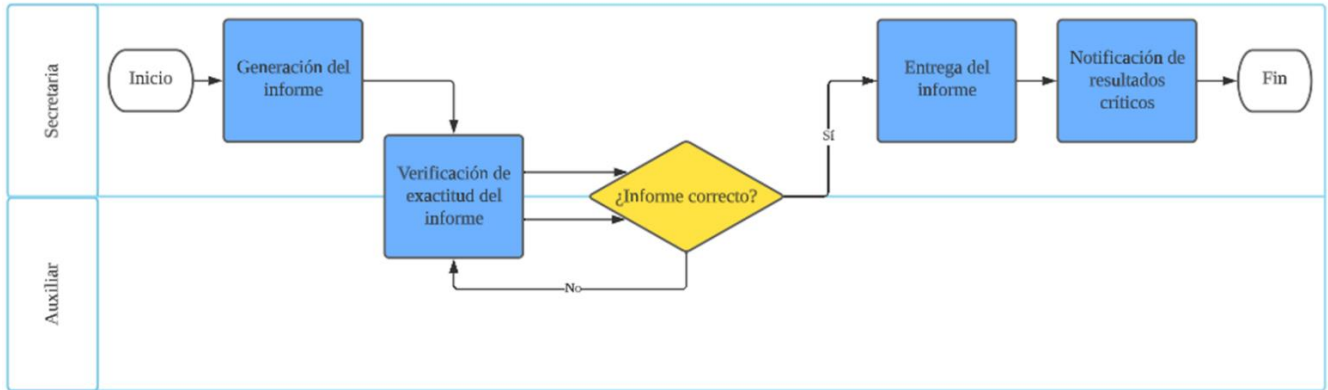 Secretaria
Inicio
Generación del
informe
Verificación de
exactitud del
informe
¿Informe correcto?
Sí
Entrega del
informe
Notificación de
resultados
críticos
Fin
No
Auxiliar